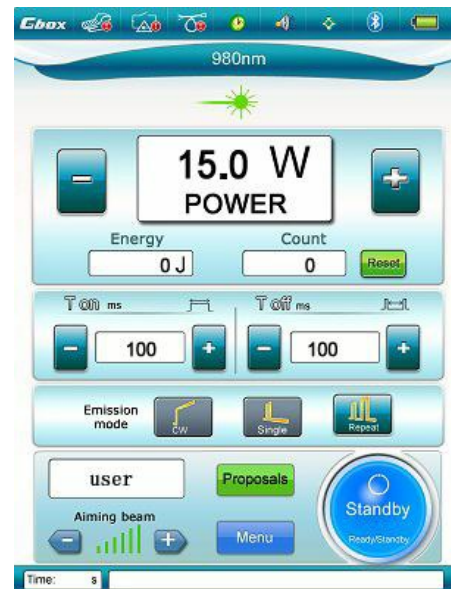 Gbox
980nm
15.0 W
POWER
Energy
Count
0 J
0
Reset
T on ms
T off ms
100
100
Emission
mode
CW
Single
Repeat
user
Proposals
Standby
Ready/Standby
Aiming beam
Menu
Time: s